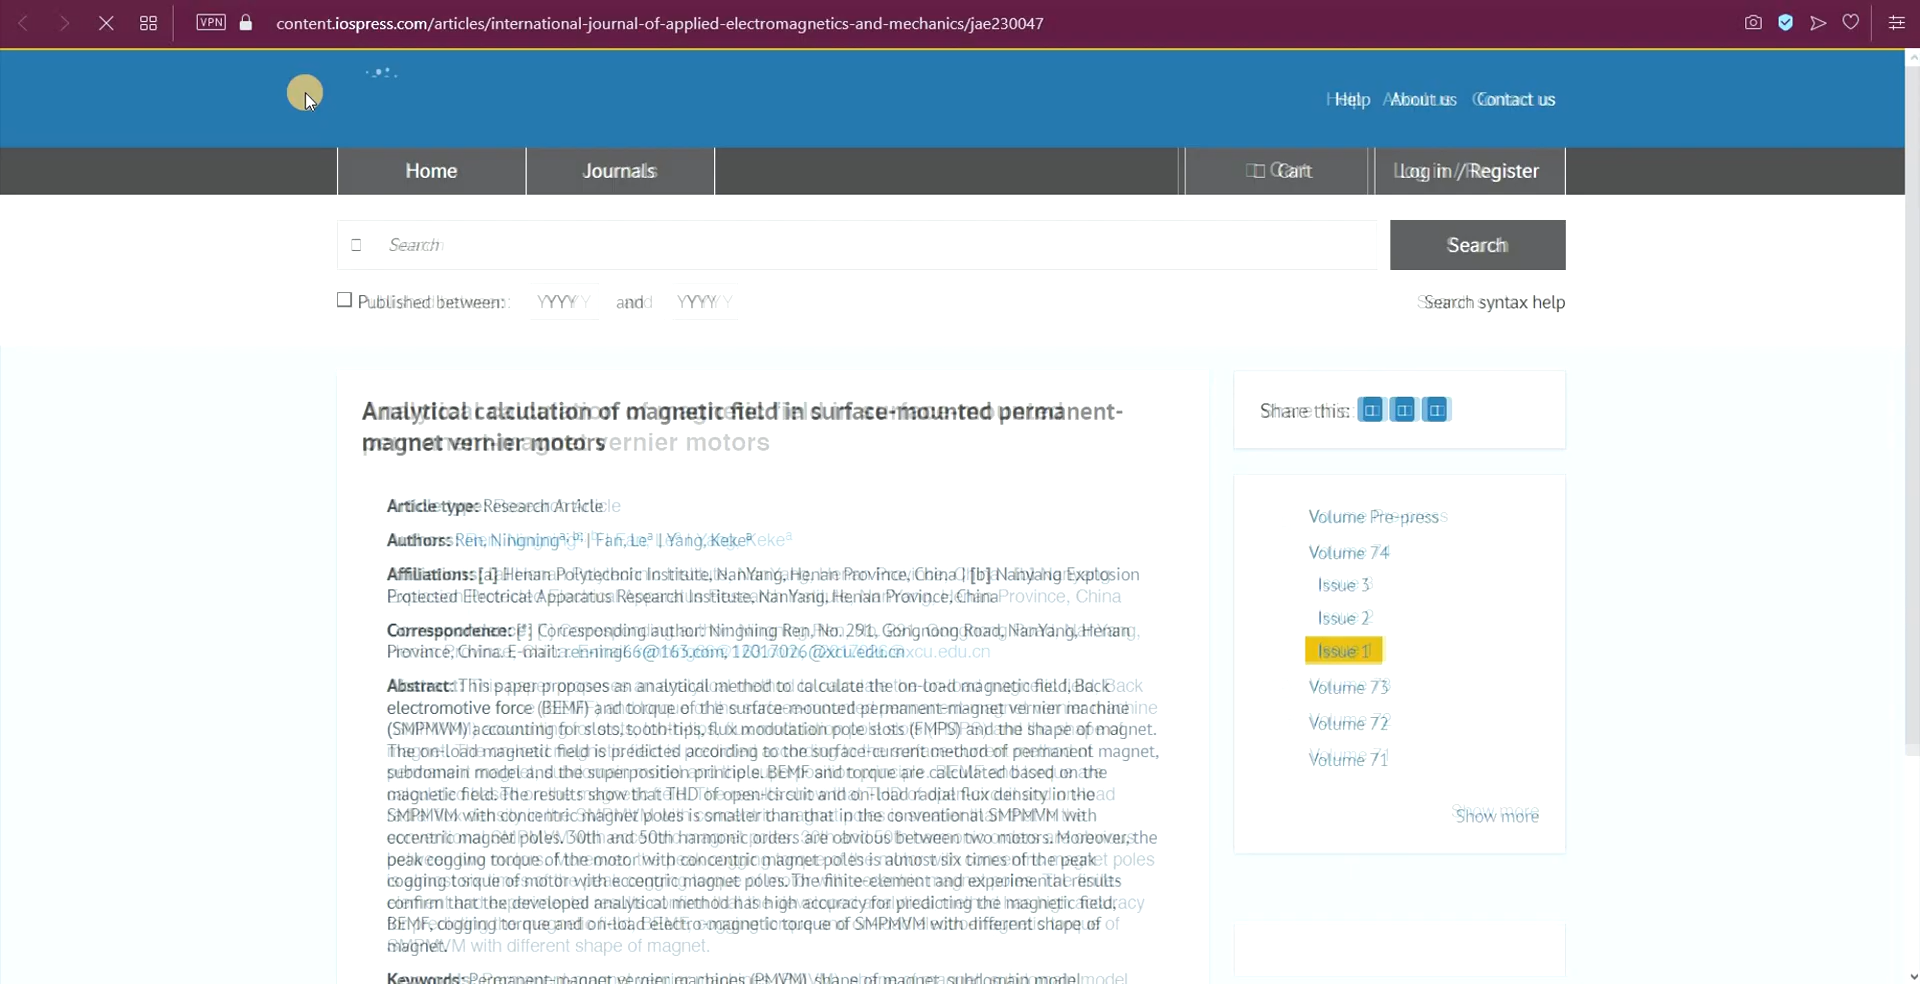 VPN
content.iospress.com/articles/international-journal-of-applied-electromagnetics-and-mechanics/jae230047
Help About us Contact us
Home Journals Cart Log in / Register
Search Search
Published between: YYYY and YYYY Search syntax help
Analytical calculation of magnetic field in surface-mounted permanent-
magnet vernier motors
Article type: Research Article
Authors: Ren, Ningning a; b; * | Fan, Le a | Yang, Keke a
Affiliations: [a] Henan Polytechnic Institute, NanYang, Henan Province, China | [b] Nanyang Explosion
Protected Electrical Apparatus Research Institute, NanYang, Henan Province, China
Correspondence: [*] Corresponding author: Ningning Ren, No. 291, Gongnong Road, NanYang, Henan
Province, China. E-mail:
Abstract: This paper proposes an analytical method to calculate the on-load magnetic field, Back
electromotive force (BEMF) and torque of the surface-mounted permanent-magnet vernier machine
(SMPMVM) accounting for slots, tooth-tips, flux modulation pole slots (FMPS) and the shape of magnet.
The on-load magnetic field is predicted according to the surface-current method of permanent magnet,
subdomain model and the superposition principle. BEMF and torque are calculated based on the
magnetic field. The results show that THD of open-circuit and on-load radial flux density in the
SMPMVM with concentric magnet poles is smaller than that in the conventional SMPMVM with
eccentric magnet poles. 30th and 50th harmonic orders are obvious between two motors. Moreover, the
peak cogging torque of the motor with concentric magnet poles is almost six times of the peak
cogging torque of motor with eccentric magnet poles. The finite-element and experimental results
confirm that the developed analytical method has high accuracy for predicting the magnetic field,
BEMF, cogging torque and on-load electro-magnetic torque of SMPMVM with different shape of
magnet.
Keywords: Permanent-magnet vernier machines (PMVM), shape of magnet, subdomain model
Share this:
Volume Pre-press
Volume 74
Issue 3
Issue 2
Issue 1
Volume 73
Volume 72
Volume 71
Show more